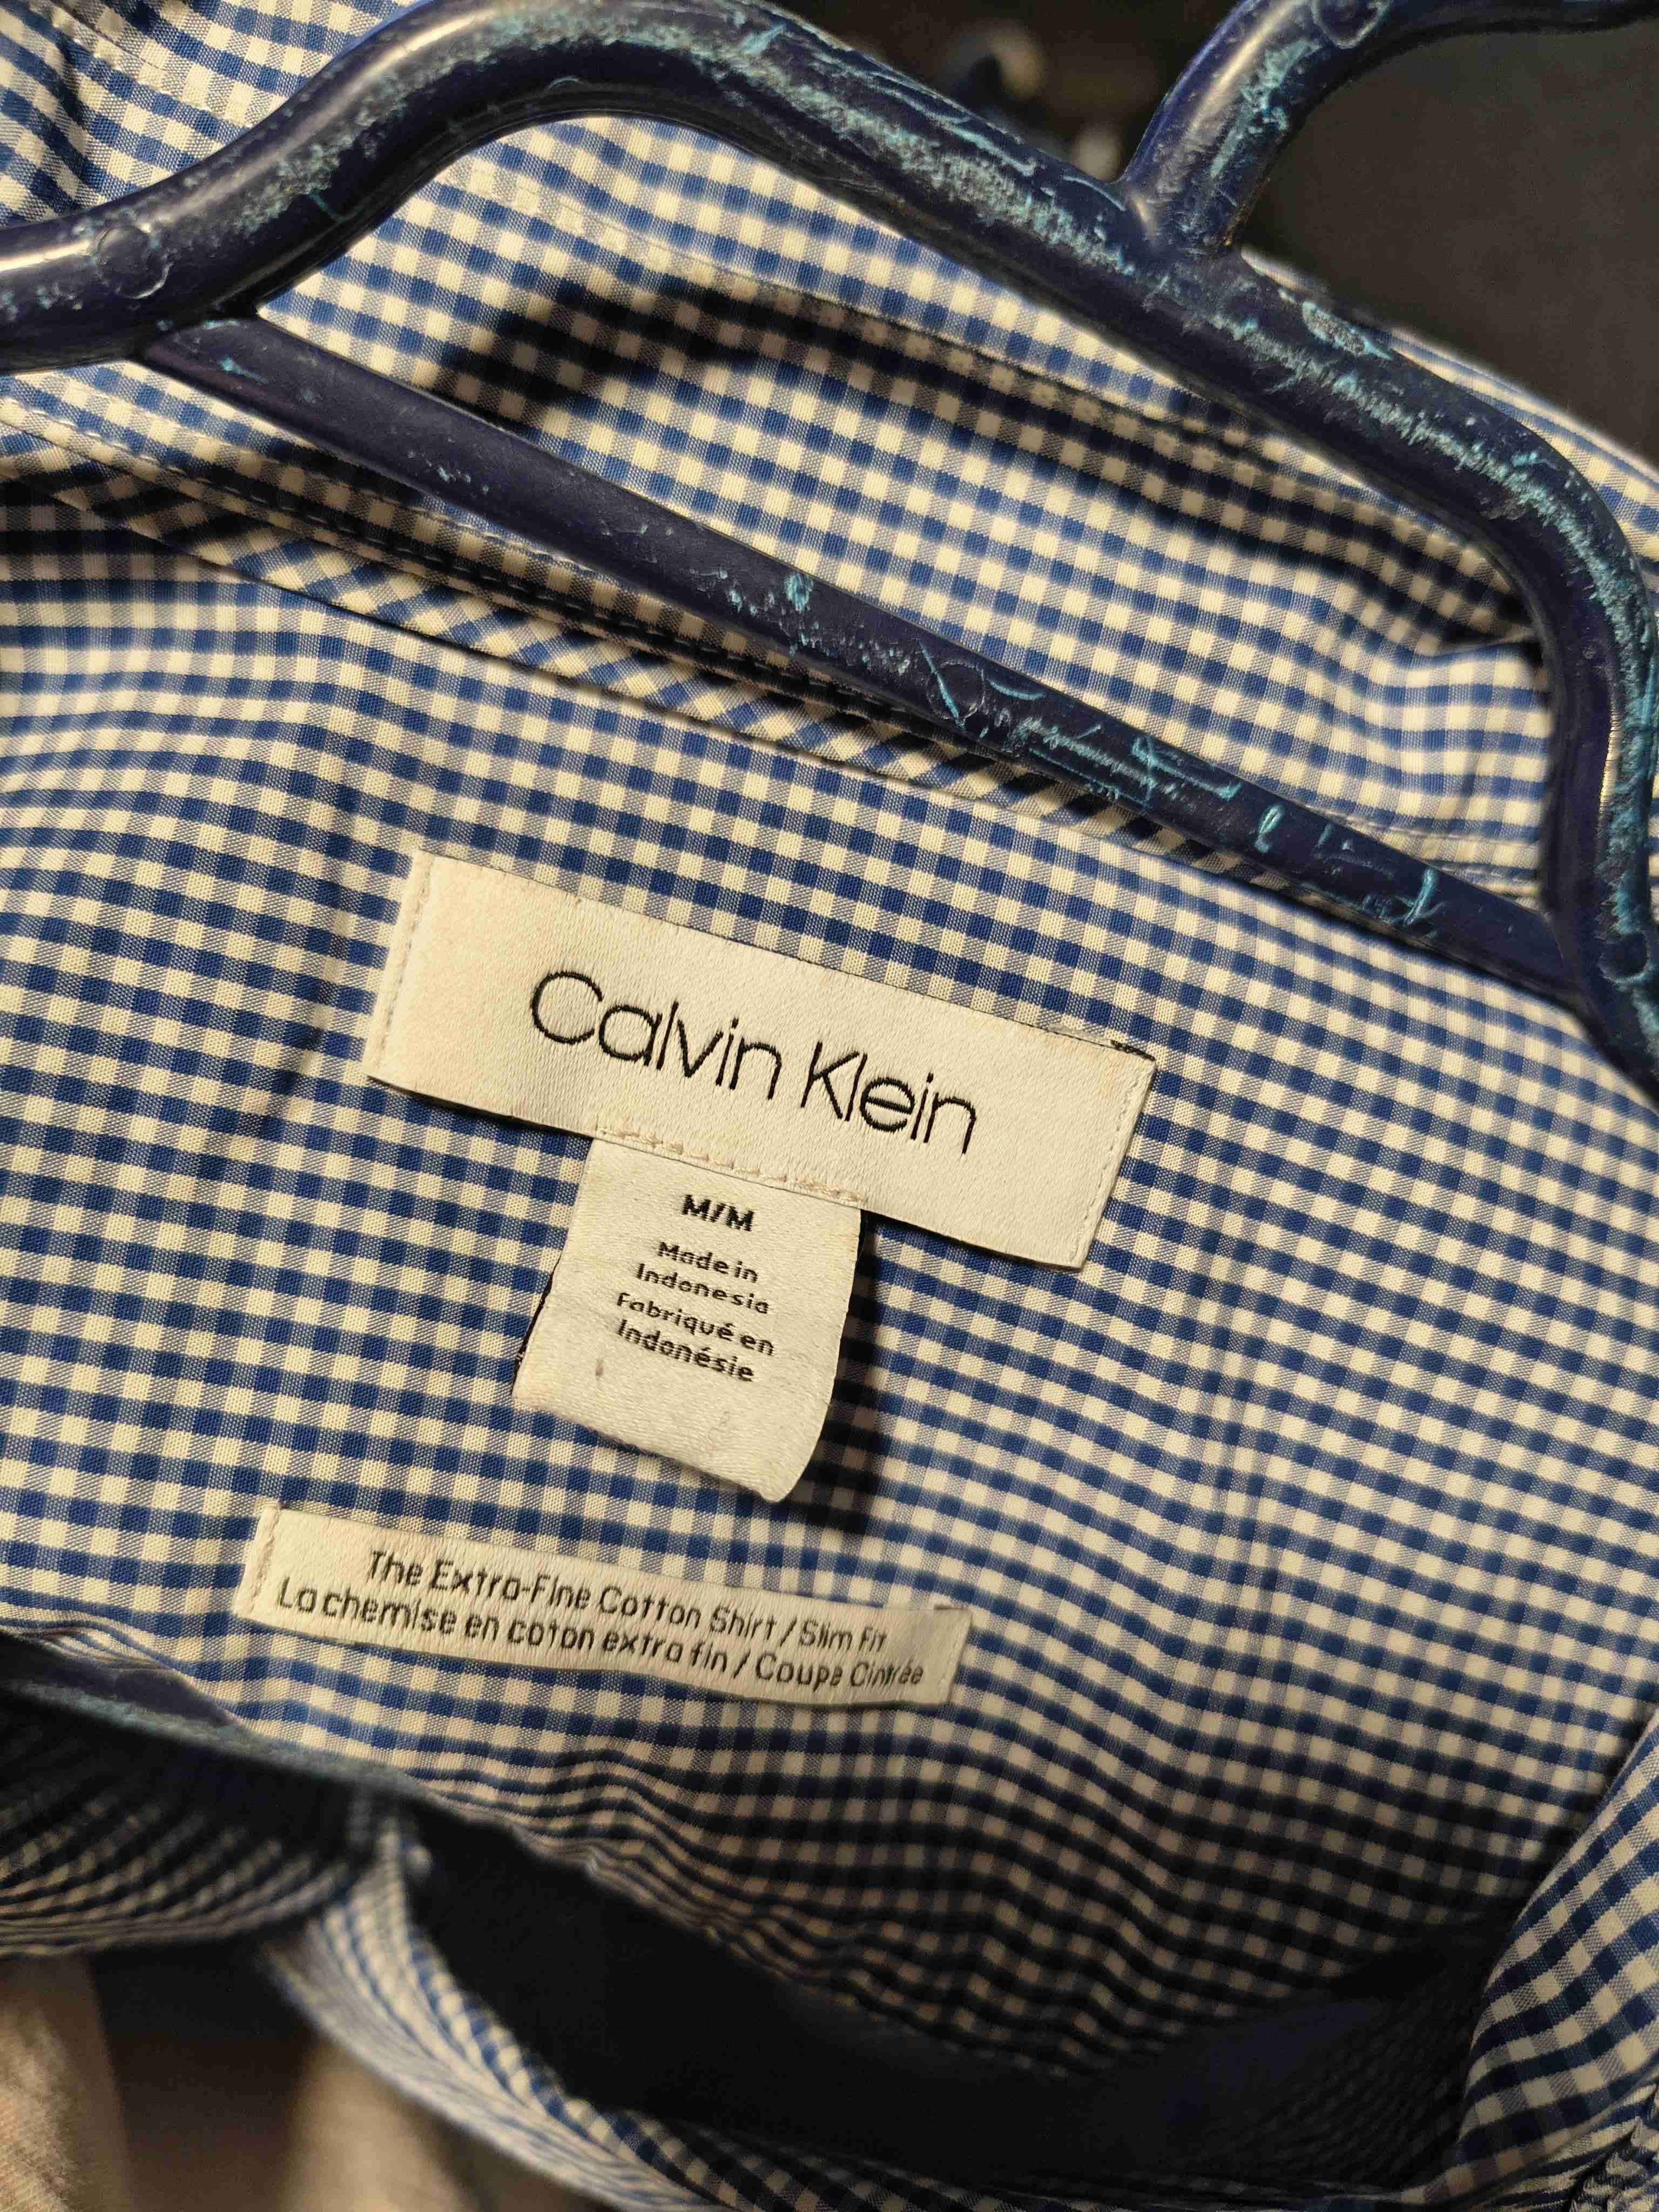 Calvin Klein
M/M
Made in
Indonesia
Fabriqué en
Indonésie
The Extra-Fine Cotton Shirt / Slim Fit
La chemise en coton extra fin / Coupe Cintrée